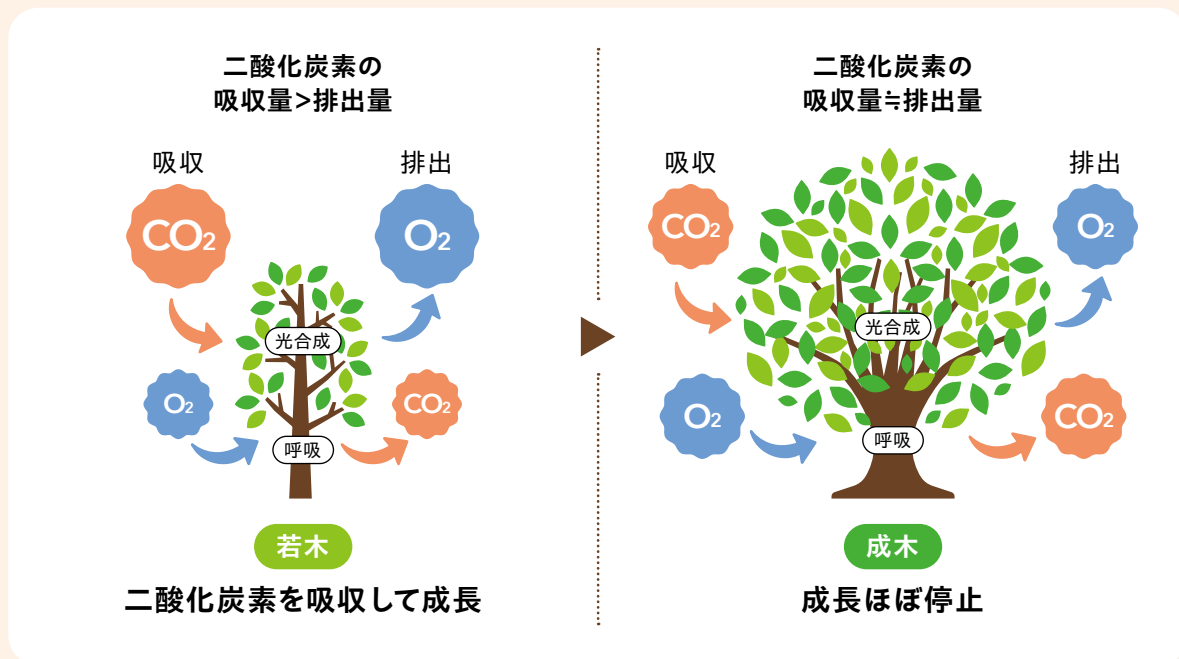 二酸化炭素の
吸収量>排出量
吸収
排出
CO2
O2
光合成
O2
CO2
呼吸
若木
二酸化炭素を吸収して成長
二酸化炭素の
吸収量≒排出量
吸収
排出
CO2
O2
光合成
O2
CO2
呼吸
成木
成長ほぼ停止